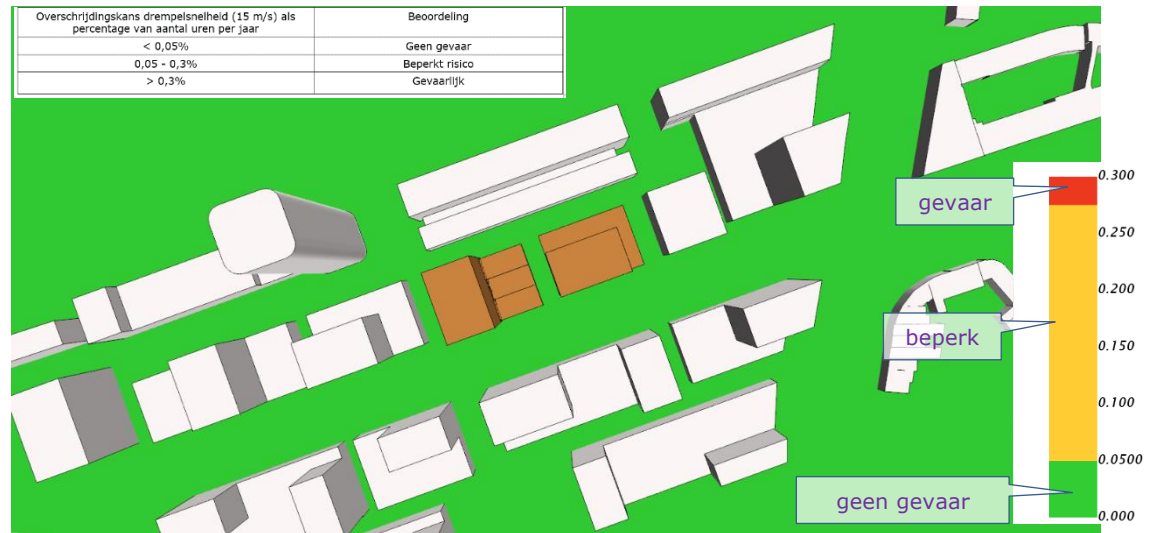 Overschrijdingskans drempelsnelheid (15 m/s) als
percentage van aantal uren per jaar
Beoordeling
< 0,05%
Geen gevaar
0,05 - 0,3%
Beperkt risico
> 0,3%
Gevaarlijk
gevaar
0.300
0.250
0.200
beperk
0.150
0.100
0.0500
geen gevaar
0.000